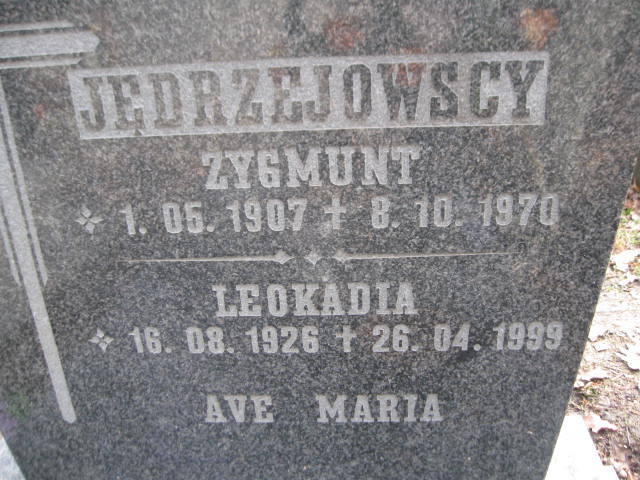 JĘDRZEJOWSCY
ZYGMUNT
1. 05. 1907 ✝ 8. 10. 1970
LEOKADIA
16. 08. 1926 ✝ 26. 04. 1999
AVE MARIA